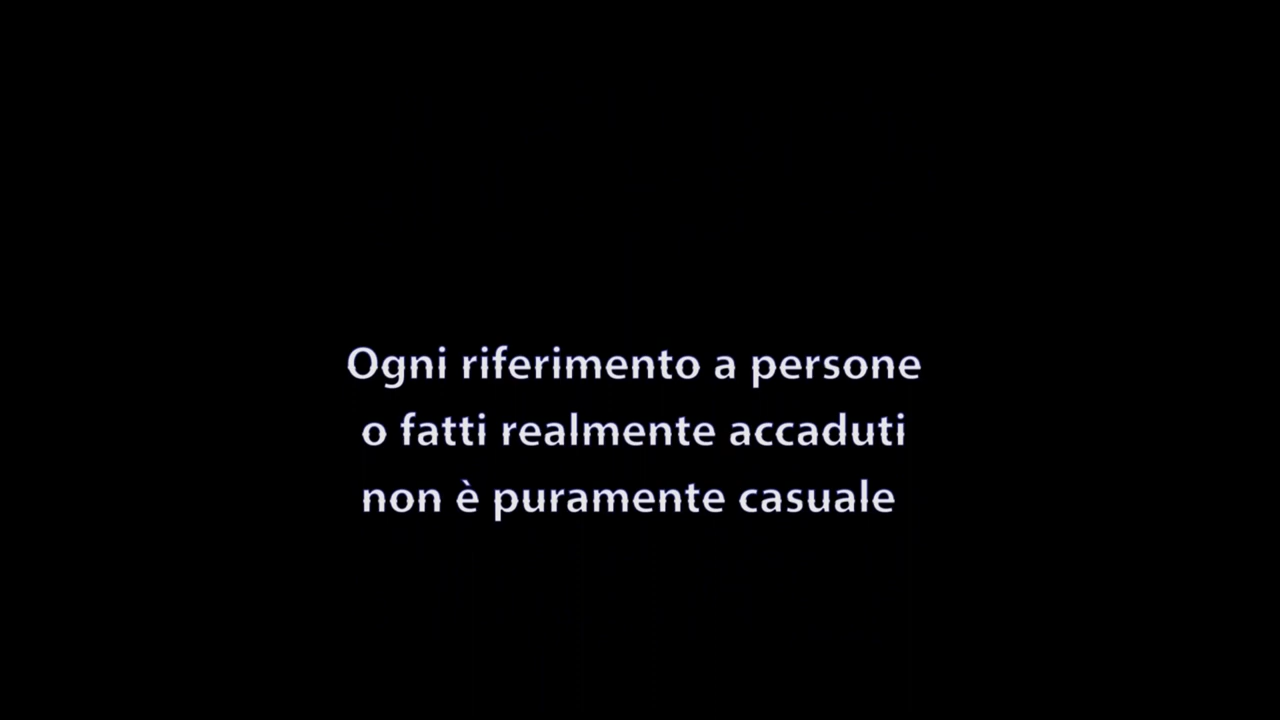 Ogni riferimento a persone
o fatti realmente accaduti
non è puramente casuale